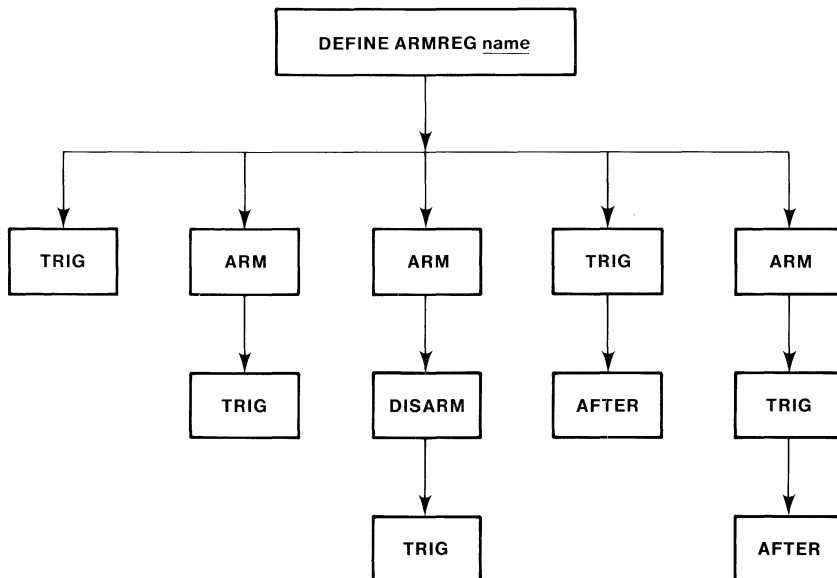 DEFINE ARMREG name
TRIG ARM ARM TRIG ARM
TRIG DISARM AFTER TRIG
TRIG AFTER